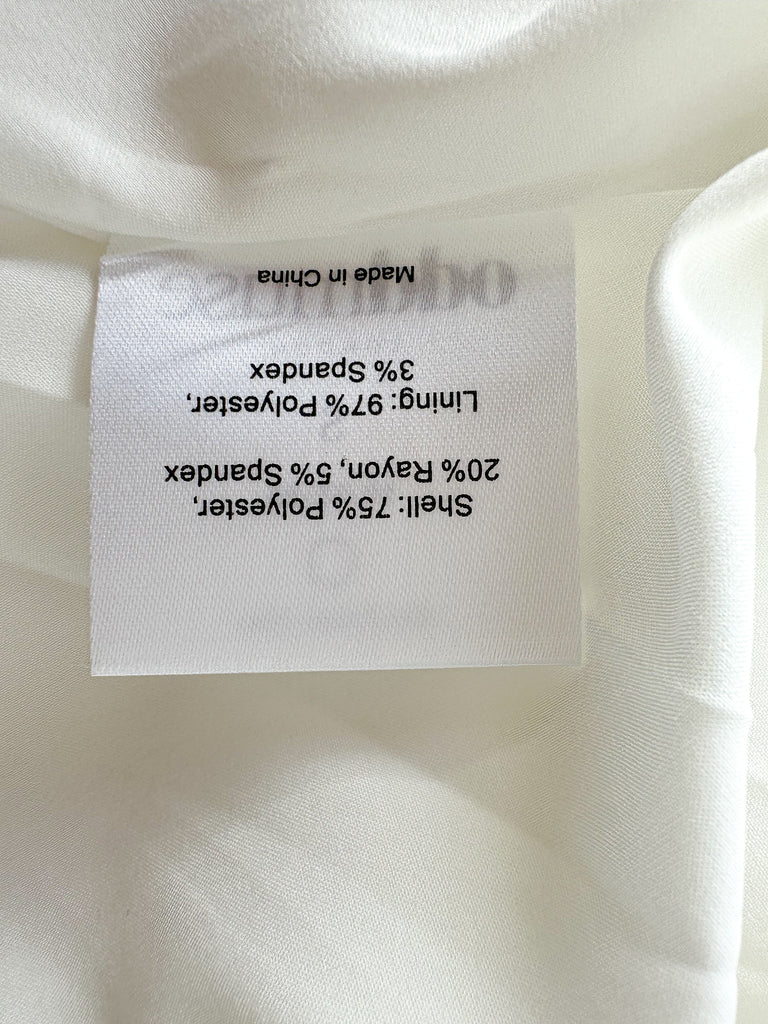 Shell: 75% Polyester,
20% Rayon, 5% Spandex
Lining: 97% Polyester,
3% Spandex
Made in China